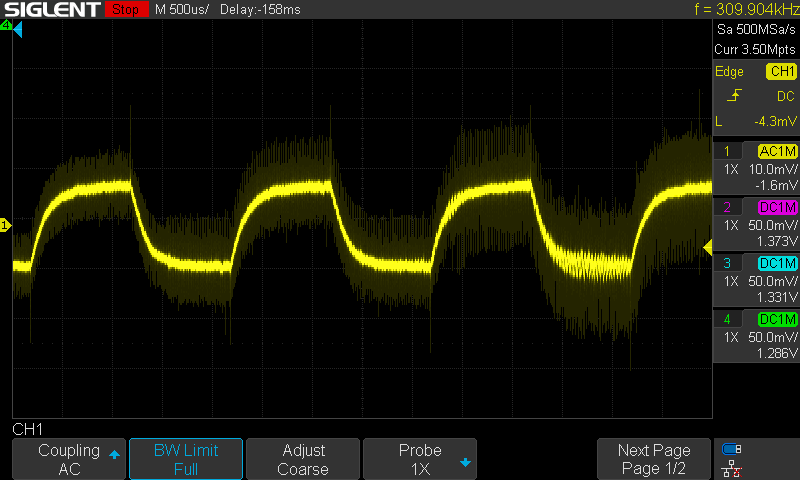 SIGLENT Stop M 500us/ Delay:-158ms f = 309.904kHz
Sa 500MSa/s
Curr 3.50Mpts
Edge CH1
DC
L -4.3mV
1 AC1M
1X 10.0mV/
-1.6mV
2 DC1M
1X 50.0mV/
1.373V
3 DC1M
1X 50.0mV/
1.331V
4 DC1M
1X 50.0mV/
1.286V
4
1
CH1
Coupling
AC
BW Limit
Full
Adjust
Coarse
Probe
1X
Next Page
Page 1/2